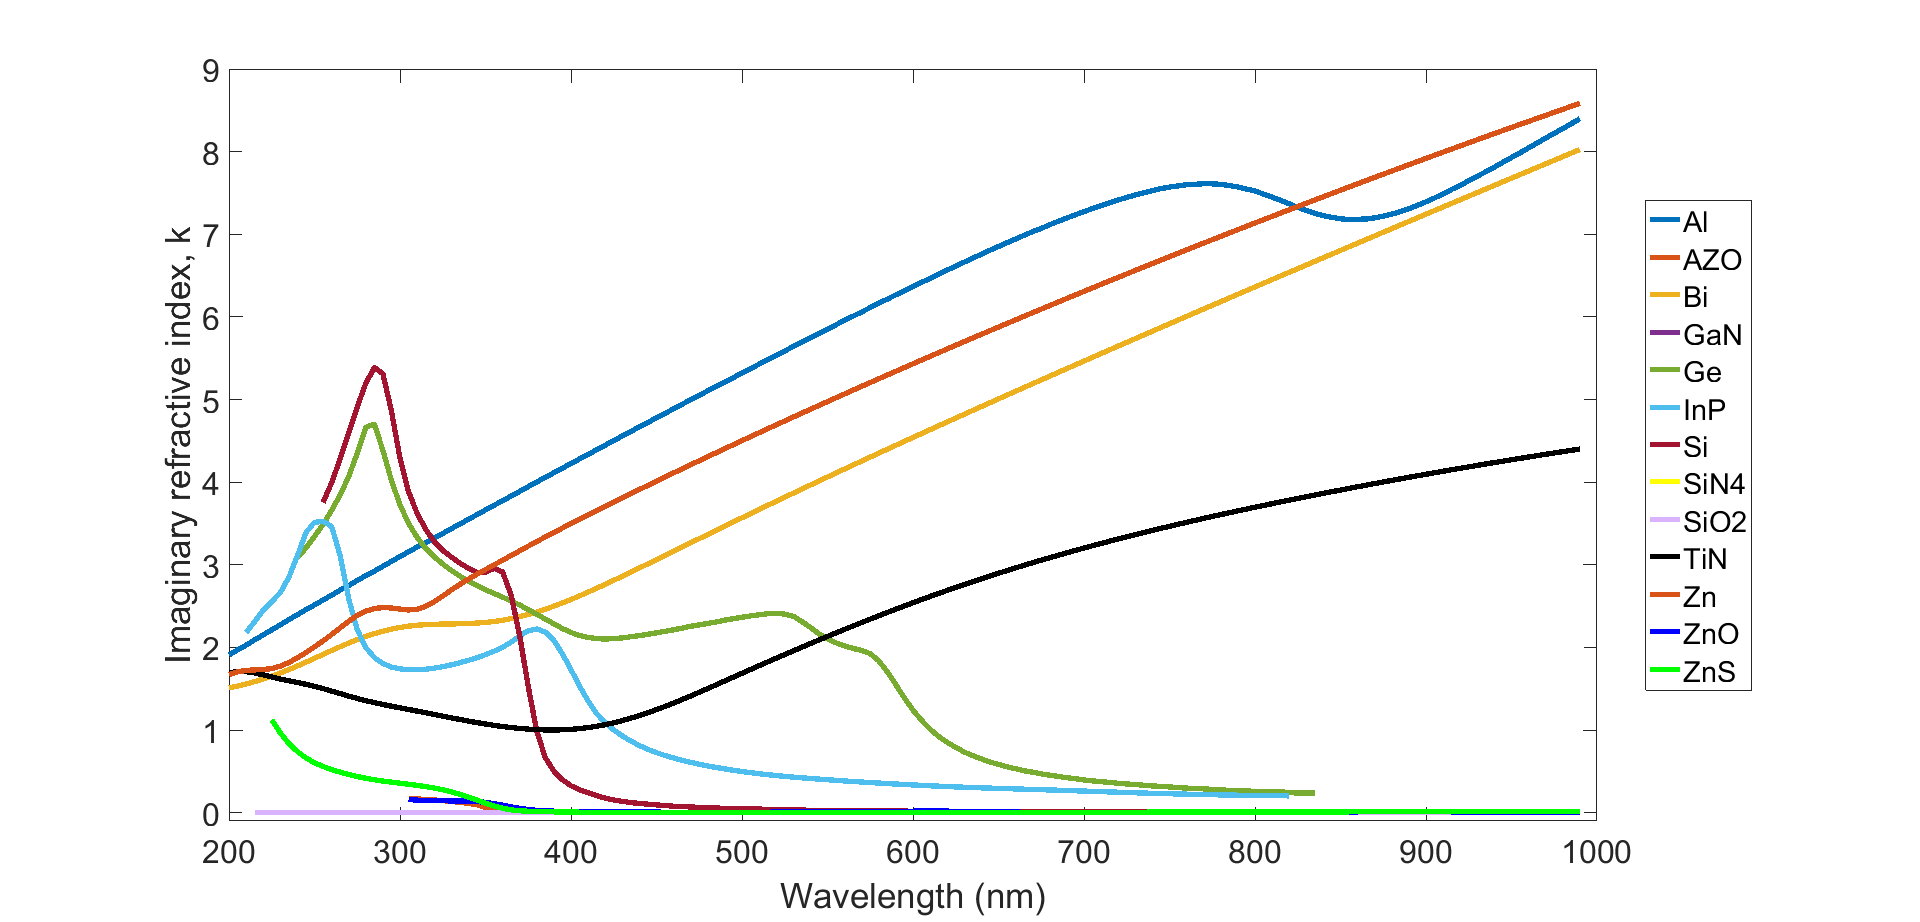 9
8
7
6
5
4
3
2
1
0
Imaginary refractive index, k
200 300 400 500 600 700 800 900 1000
Wavelength (nm)
Al
AZO
Bi
GaN
Ge
InP
Si
SiN4
SiO2
TiN
Zn
ZnO
ZnS